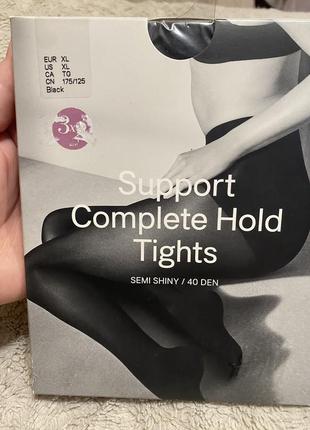 EUR XL
US XL
CA TG
CN 175/125
Black
Support
Complete Hold
Tights
SEMI SHINY / 40 DEN